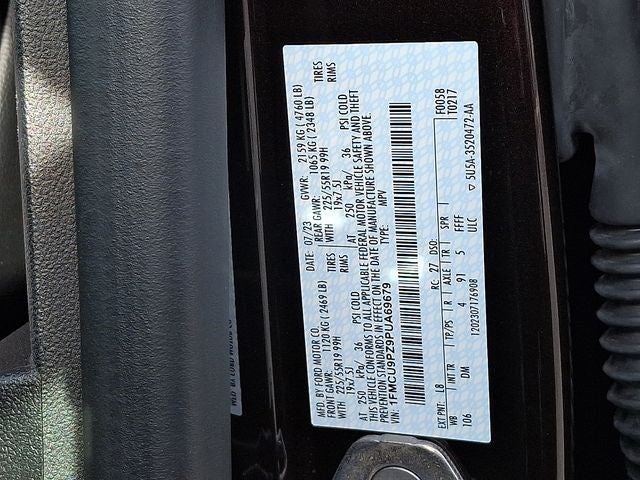 MFD BY FORD MOTOR CO.
DATE: 07/23 GVWR: 2159 KG ( 4760 LB)
FRONT GAWR: 1120 KG ( 2469 LB) REAR GAWR: 1065 KG ( 2348 LB)
WITH 225/55R19 99H TIRES WITH 225/55R19 99H TIRES
19x7.5J RIMS 19x7.5J RIMS
AT 250 kPa/ 36 PSI COLD AT 250 kPa/ 36 PSI COLD
THIS VEHICLE CONFORMS TO ALL APPLICABLE FEDERAL MOTOR VEHICLE SAFETY AND THEFT
PREVENTION STANDARDS IN EFFECT ON THE DATE OF MANUFACTURE SHOWN ABOVE.
VIN: 1FMCU9PZ9PUA69679 TYPE: MPV
F0058
T0217
EXT PNT: L8 RC: 27 DSO:
WB INT TR TP/PS R AXLE TR SPR
106 DM 4 91 5 FFFF
120230717​6908 ULC
5U5A-3520472-AA